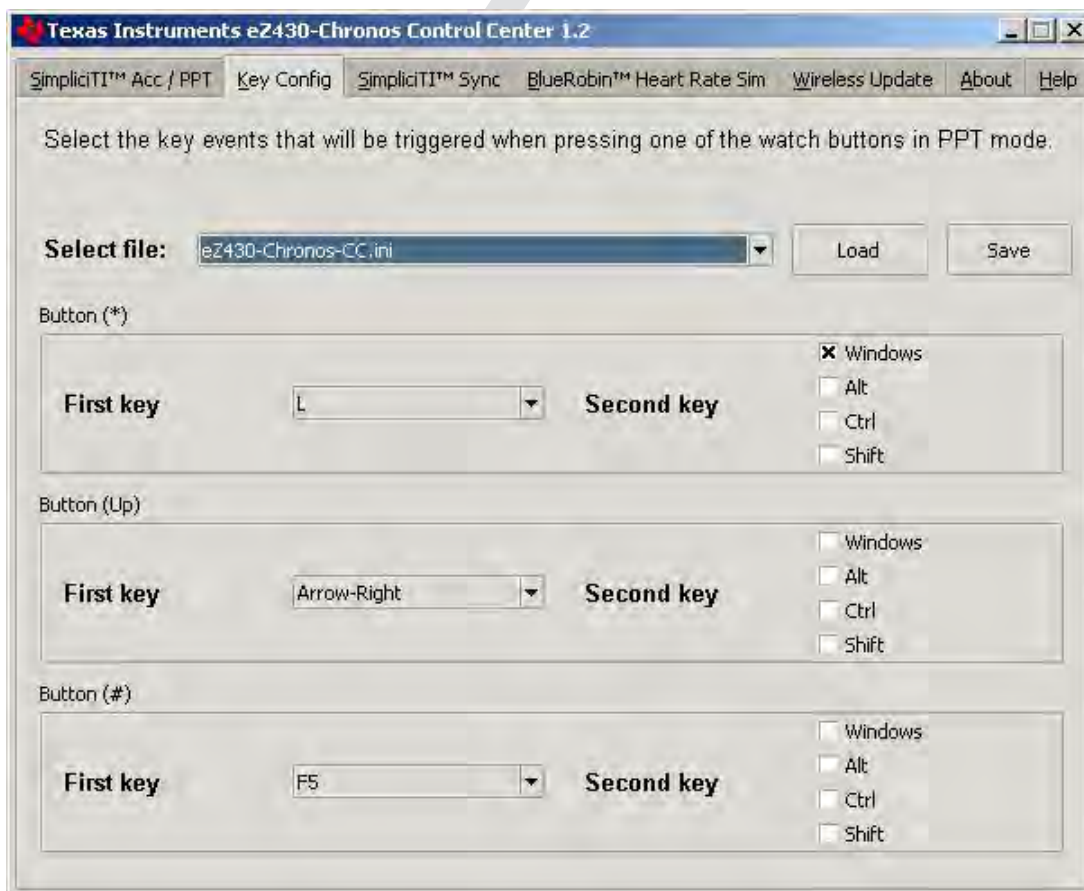 Texas Instruments eZ430-Chronos Control Center 1.2
SimpliciTI™ Acc / PPT Key Config SimpliciTI™ Sync BlueRobin™ Heart Rate Sim Wireless Update About Help
Select the key events that will be triggered when pressing one of the watch buttons in PPT mode.
Select file: eZ430-Chronos-CC.ini Load Save
Button (*)
First key L Second key Windows
Alt
Ctrl
Shift
Button (Up)
First key Arrow-Right Second key Windows
Alt
Ctrl
Shift
Button (#)
First key F5 Second key Windows
Alt
Ctrl
Shift